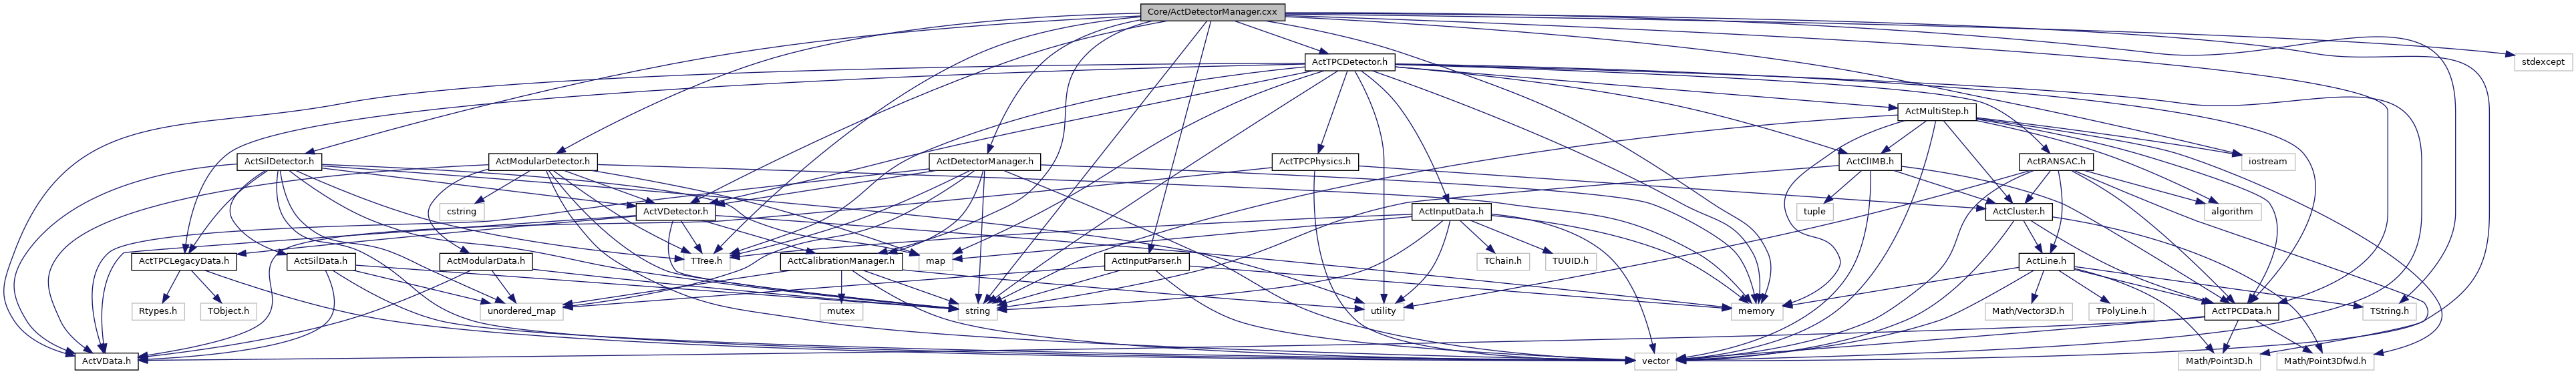 Core/ActDetectorManager.cxx
ActTPCDetector.h
stdexcept
ActMultiStep.h
ActSilDetector.h
ActModularDetector.h
ActDetectorManager.h
ActTPCPhysics.h
ActClIMB.h
ActRANSAC.h
iostream
cstring
ActVDetector.h
ActInputData.h
tuple
ActCluster.h
algorithm
ActTPCLegacyData.h
ActSilData.h
ActModularData.h
TTree.h
ActCalibrationManager.h
map
ActInputParser.h
TChain.h
TUUID.h
ActLine.h
Rtypes.h
TObject.h
unordered_map
mutex
string
utility
memory
Math/Vector3D.h
TPolyLine.h
ActTPCData.h
TString.h
ActVData.h
vector
Math/Point3D.h
Math/Point3Dfwd.h